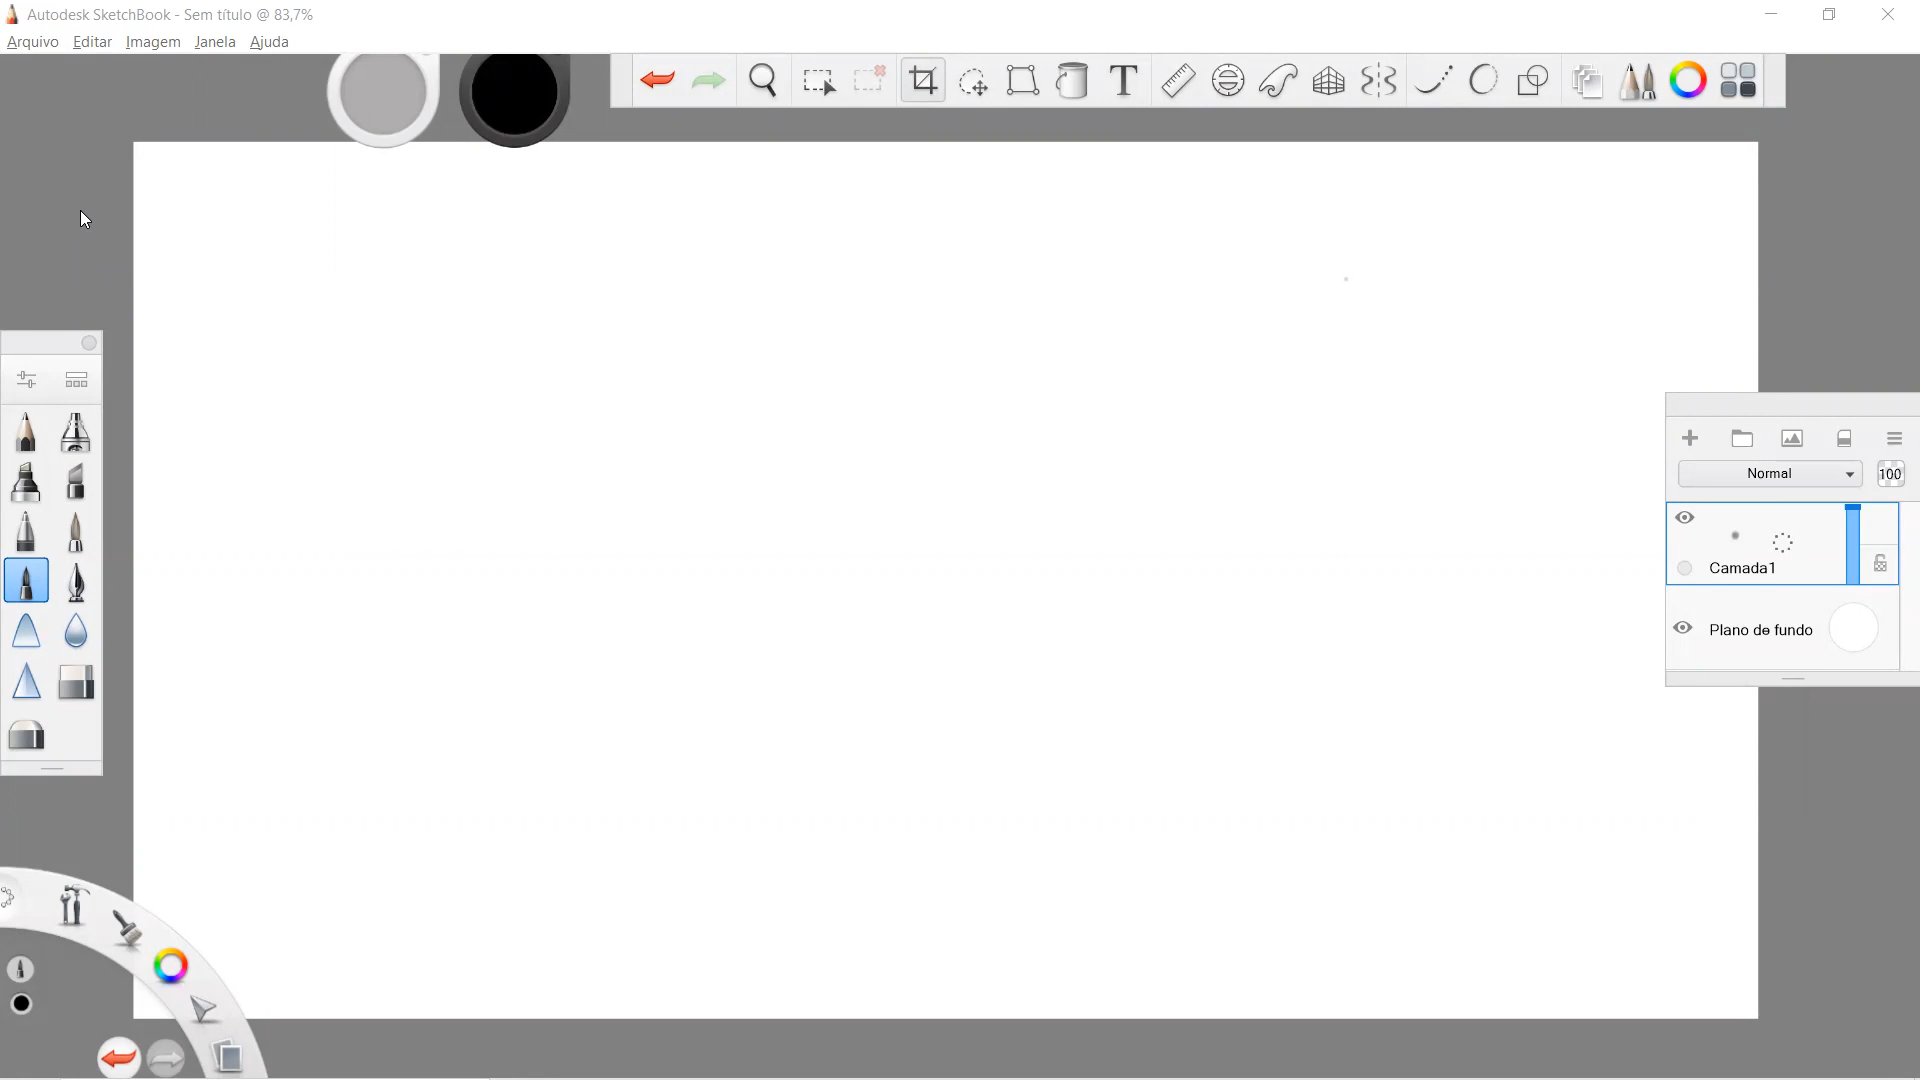 Autodesk SketchBook - Sem título @ 83,7%
Arquivo Editar Imagem Janela Ajuda
T
Normal 100
Camada1
Plano de fundo